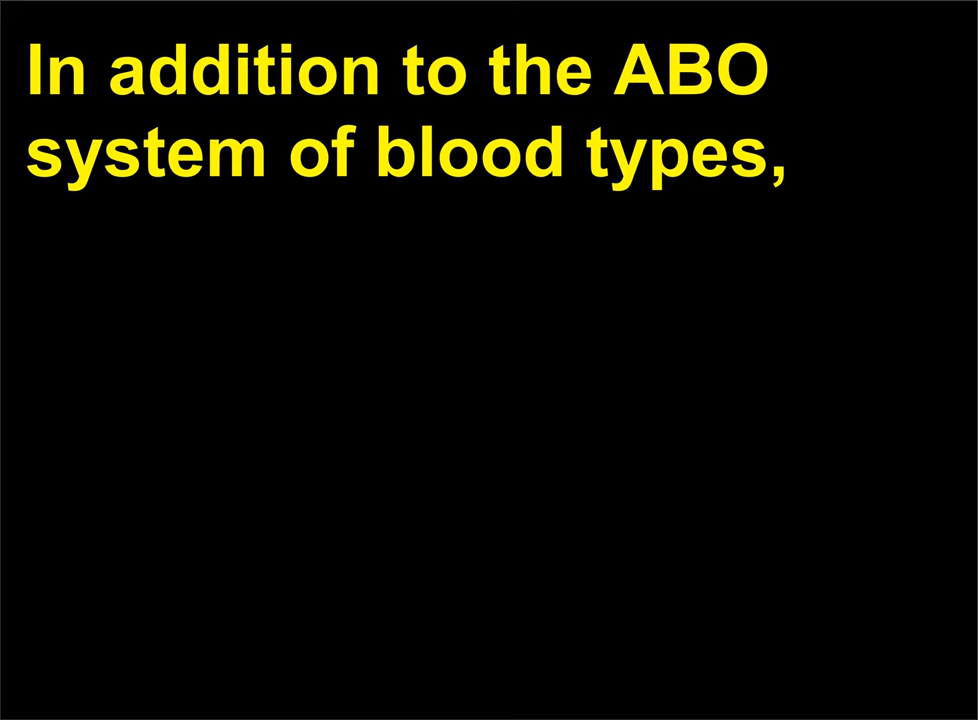 In addition to the ABO
system of blood types,